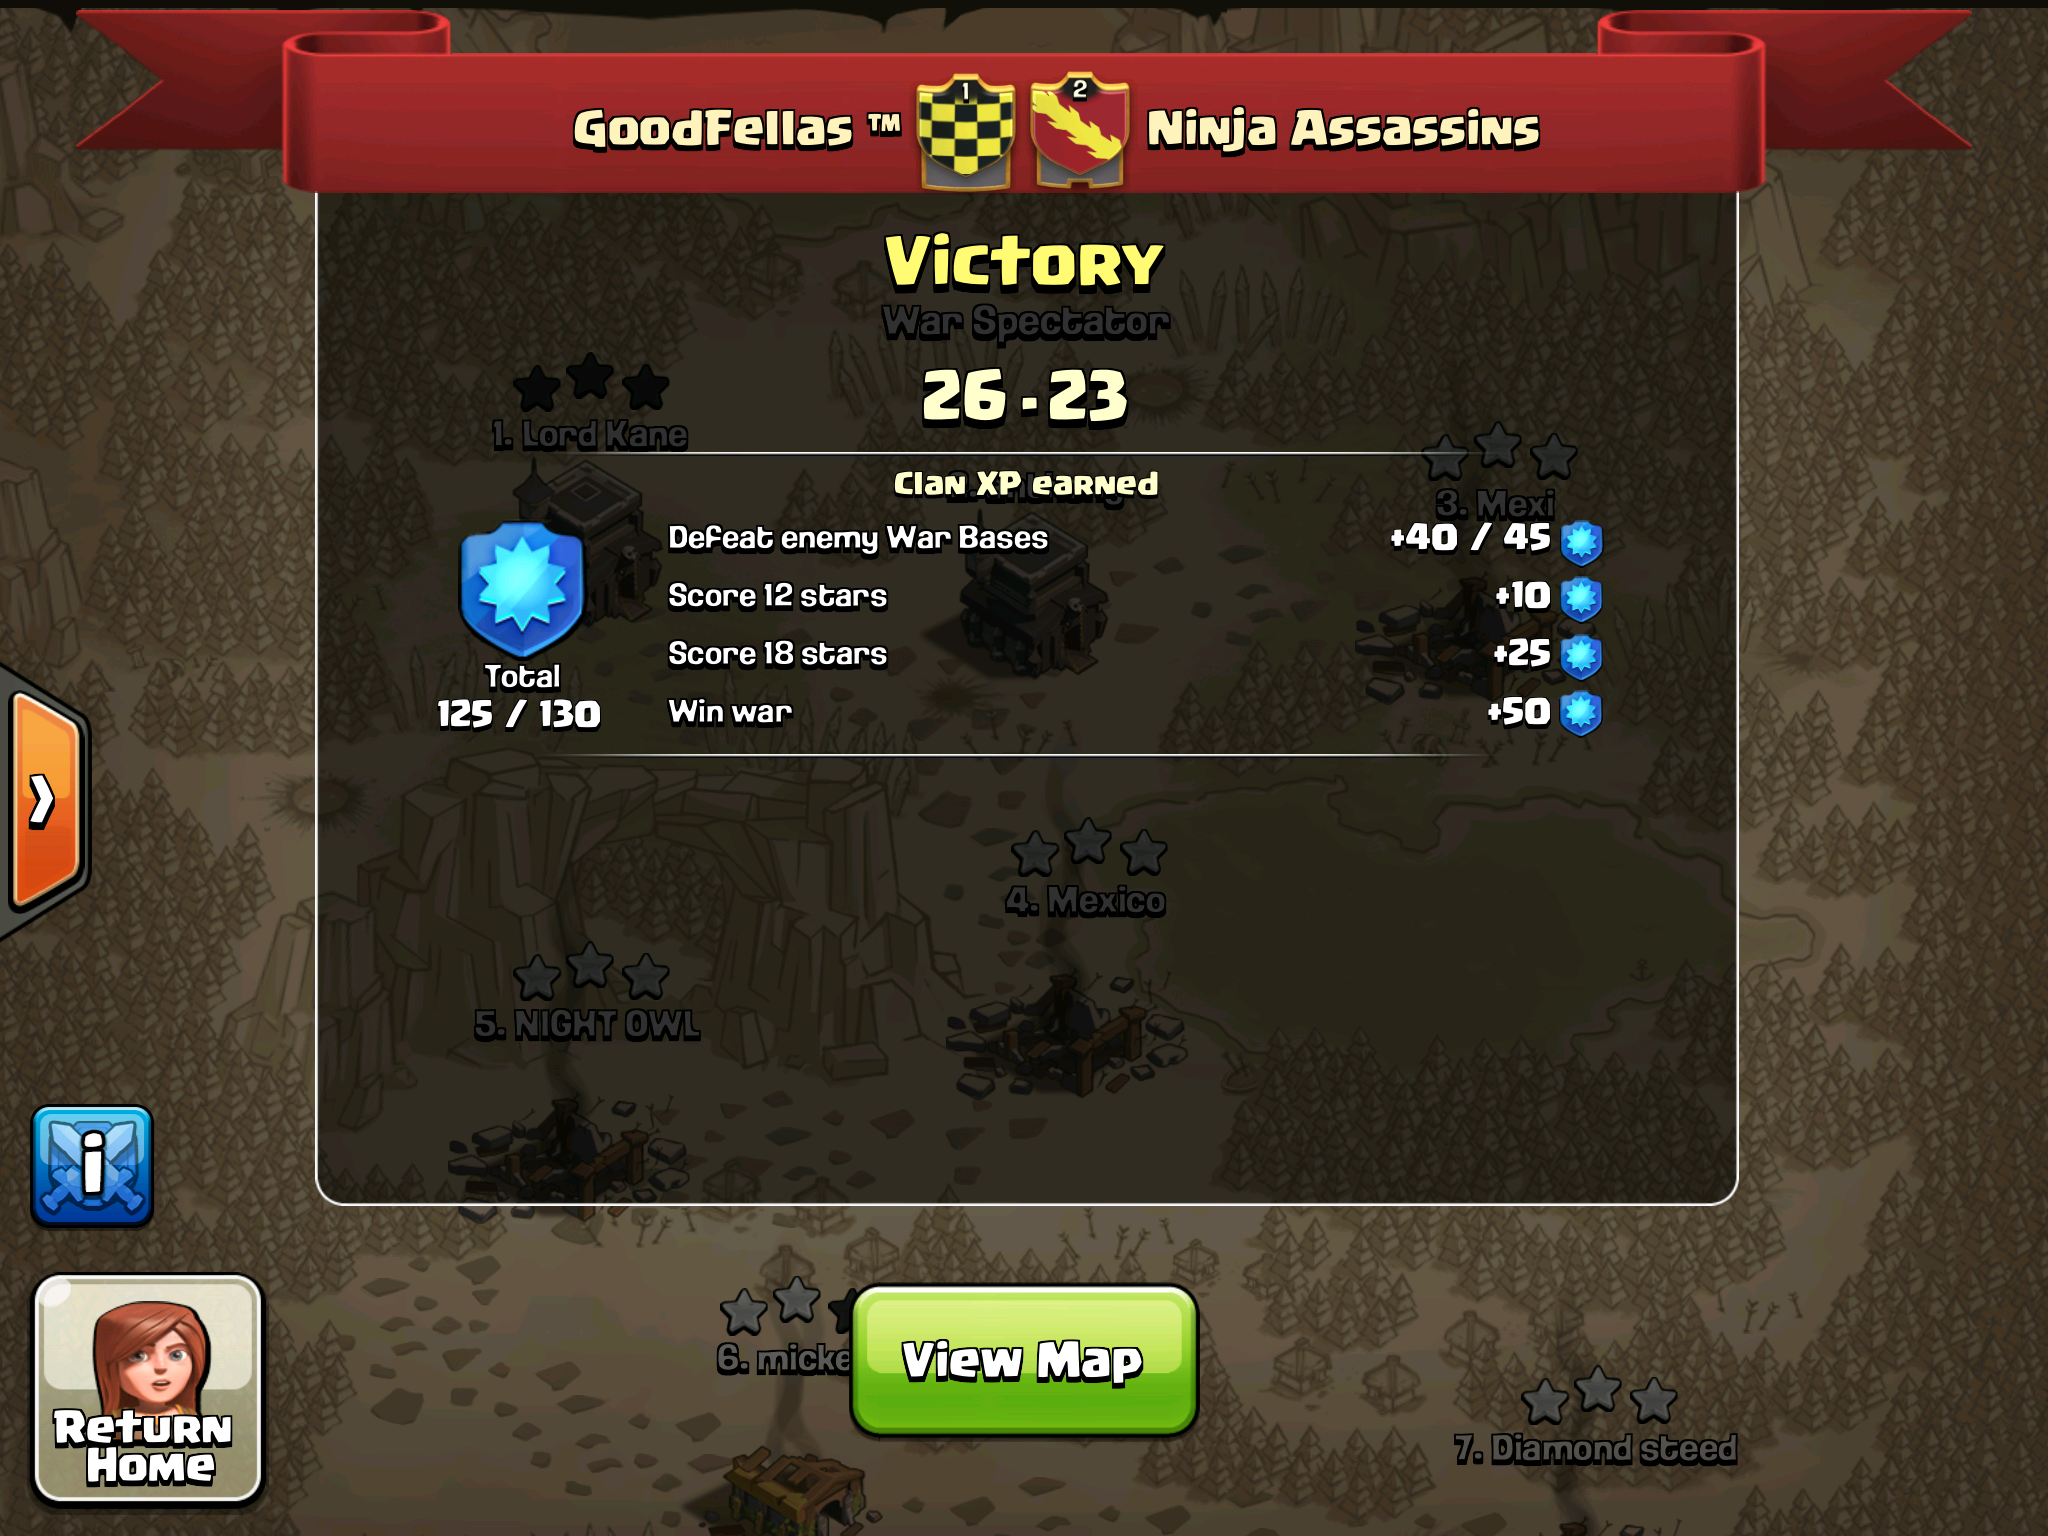 GoodFellas ™ 1 2 Ninja Assassins
Victory
War Spectator
26 - 23
1. Lord Kane
Clan XP earned
3. Mexi
Defeat enemy War Bases +40 / 45
Score 12 stars +10
Score 18 stars +25
Total
125 / 130
Win war +50
4. Mexico
5. NIGHT OWL
i
6. micke
View Map
Return
Home
7. Diamond steed